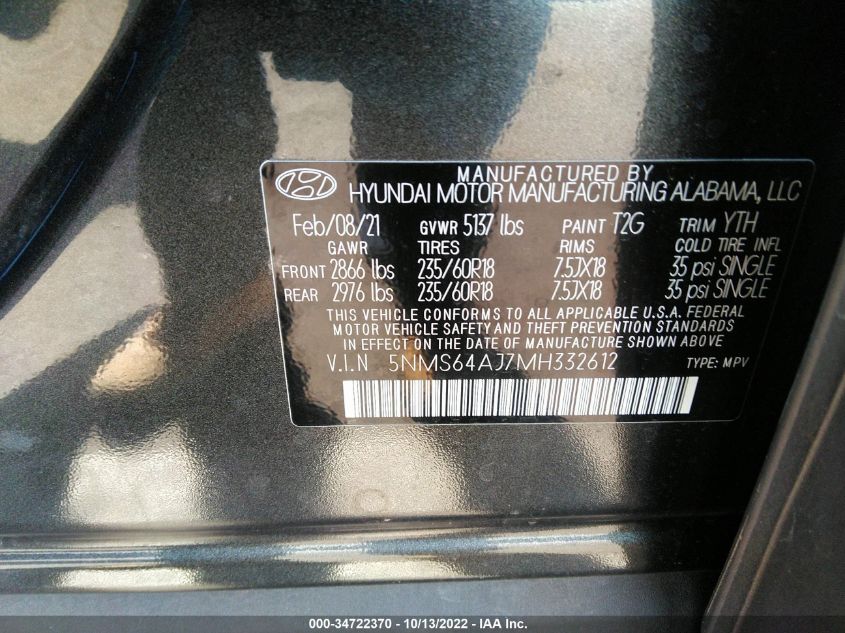 MANUFACTURED BY
HYUNDAI MOTOR MANUFACTURING ALABAMA, LLC
Feb/08/21 GVWR 5137 lbs PAINT T2G TRIM YTH
GAWR TIRES RIMS COLD TIRE INFL
FRONT 2866 lbs 235/60R18 7.5JX18 35 psi SINGLE
REAR 2976 lbs 235/60R18 7.5JX18 35 psi SINGLE
THIS VEHICLE CONFORMS TO ALL APPLICABLE U.S.A. FEDERAL
MOTOR VEHICLE SAFETY AND THEFT PREVENTION STANDARDS
IN EFFECT ON THE DATE OF MANUFACTURE SHOWN ABOVE
V.I.N 5NMS64AJ7MH332612 TYPE: MPV
000-34722370 - 10/13/2022 - IAA Inc.